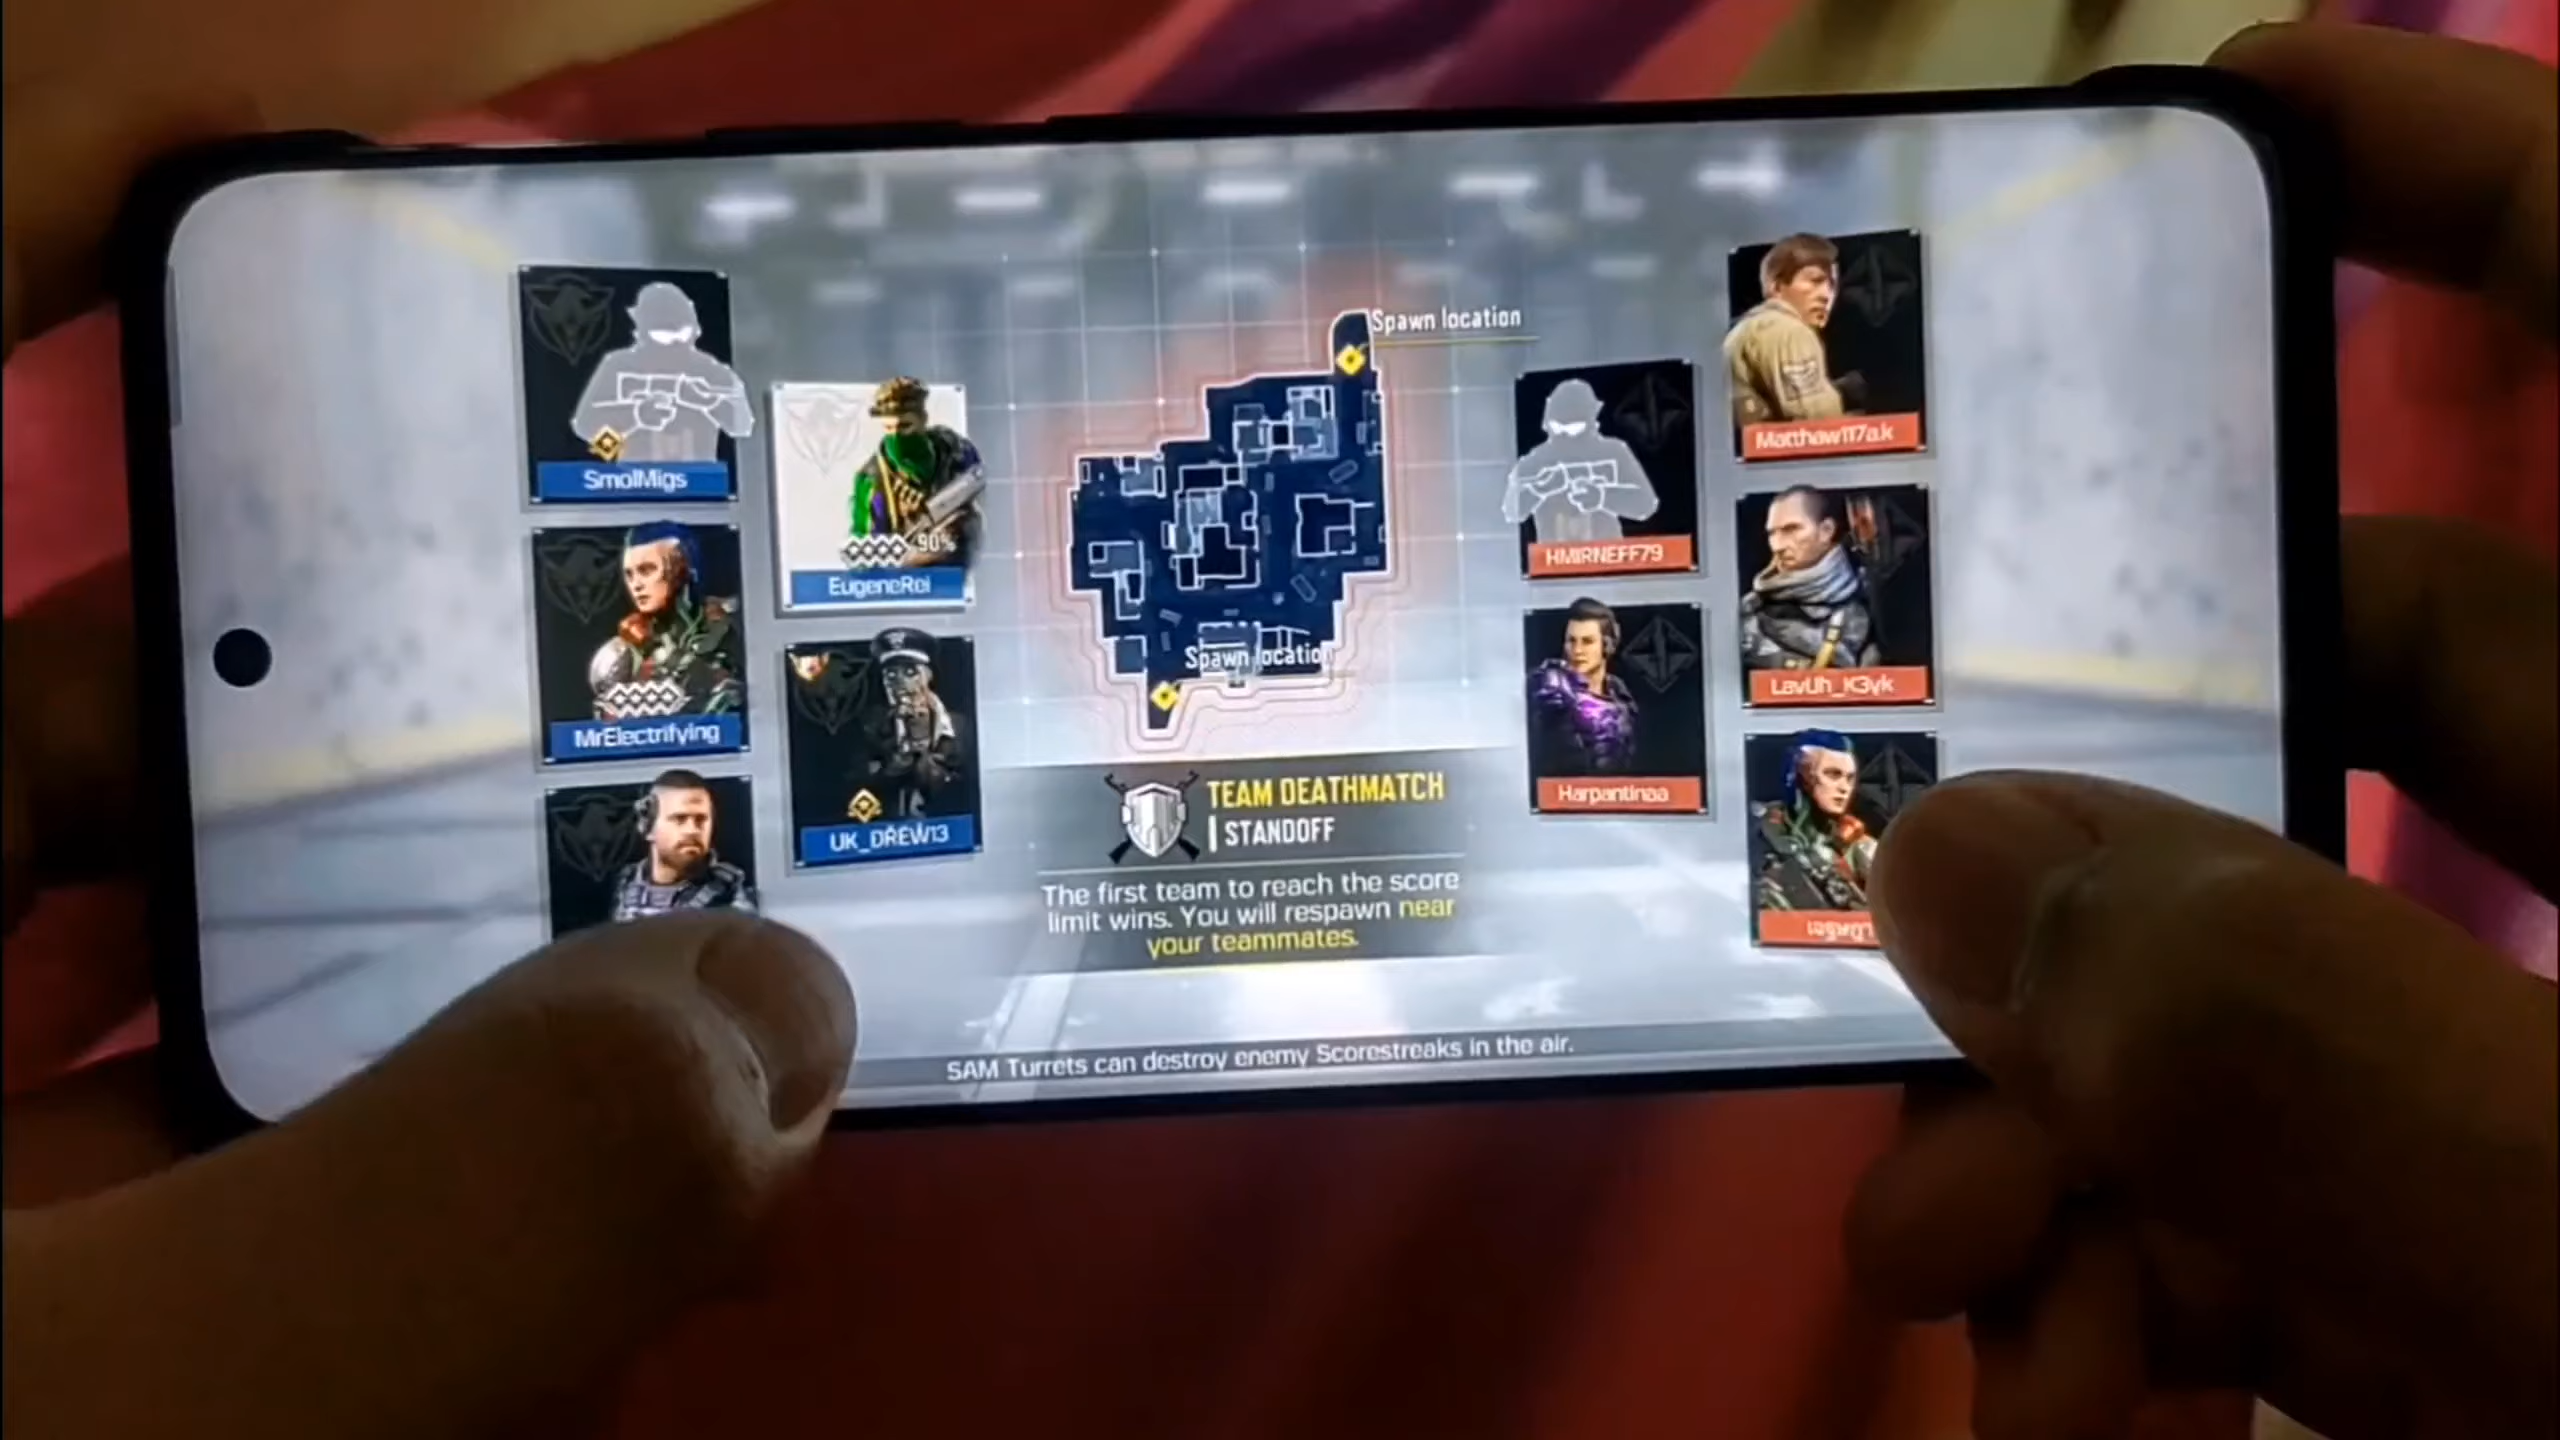 Spawn location
Matthaw117a.k
SmolMigs
HMIRNEFF79
90%
EugeneRei
Spawn location
LavUh_K3yk
MrElectrifying
Harpantinaa
TEAM DEATHMATCH
STANDOFF
UK_DREW13
The first team to reach the score
limit wins. You will respawn near
your teammates.
SAM Turrets can destroy enemy Scorestreaks in the air.